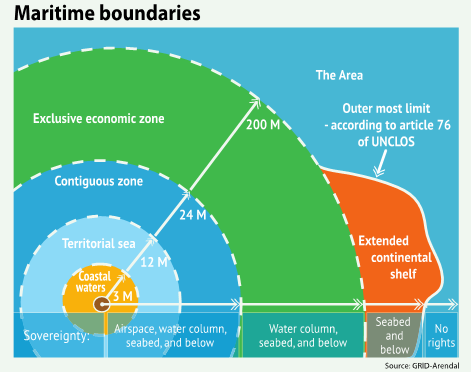 Maritime boundaries
The Area
Outer most limit
- according to article 76
of UNCLOS
Exclusive economic zone
200 M
Contiguous zone
24 M
Territorial sea
12 M
Coastal
waters
3 M
Extended
continental
shelf
Sovereignty:
Airspace, water column,
seabed, and below
Water column,
seabed, and below
Seabed
and
below
No
rights
Source: GRID-Arendal